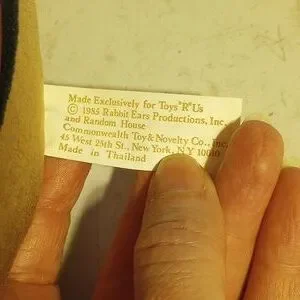 Made Exclusively for Toys"R"Us
© 1985 Rabbit Ears Productions, Inc.
and Random House
Commonwealth Toy & Novelty Co., Inc.
45 West 25th St., New York, N Y 10010
Made in Thailand